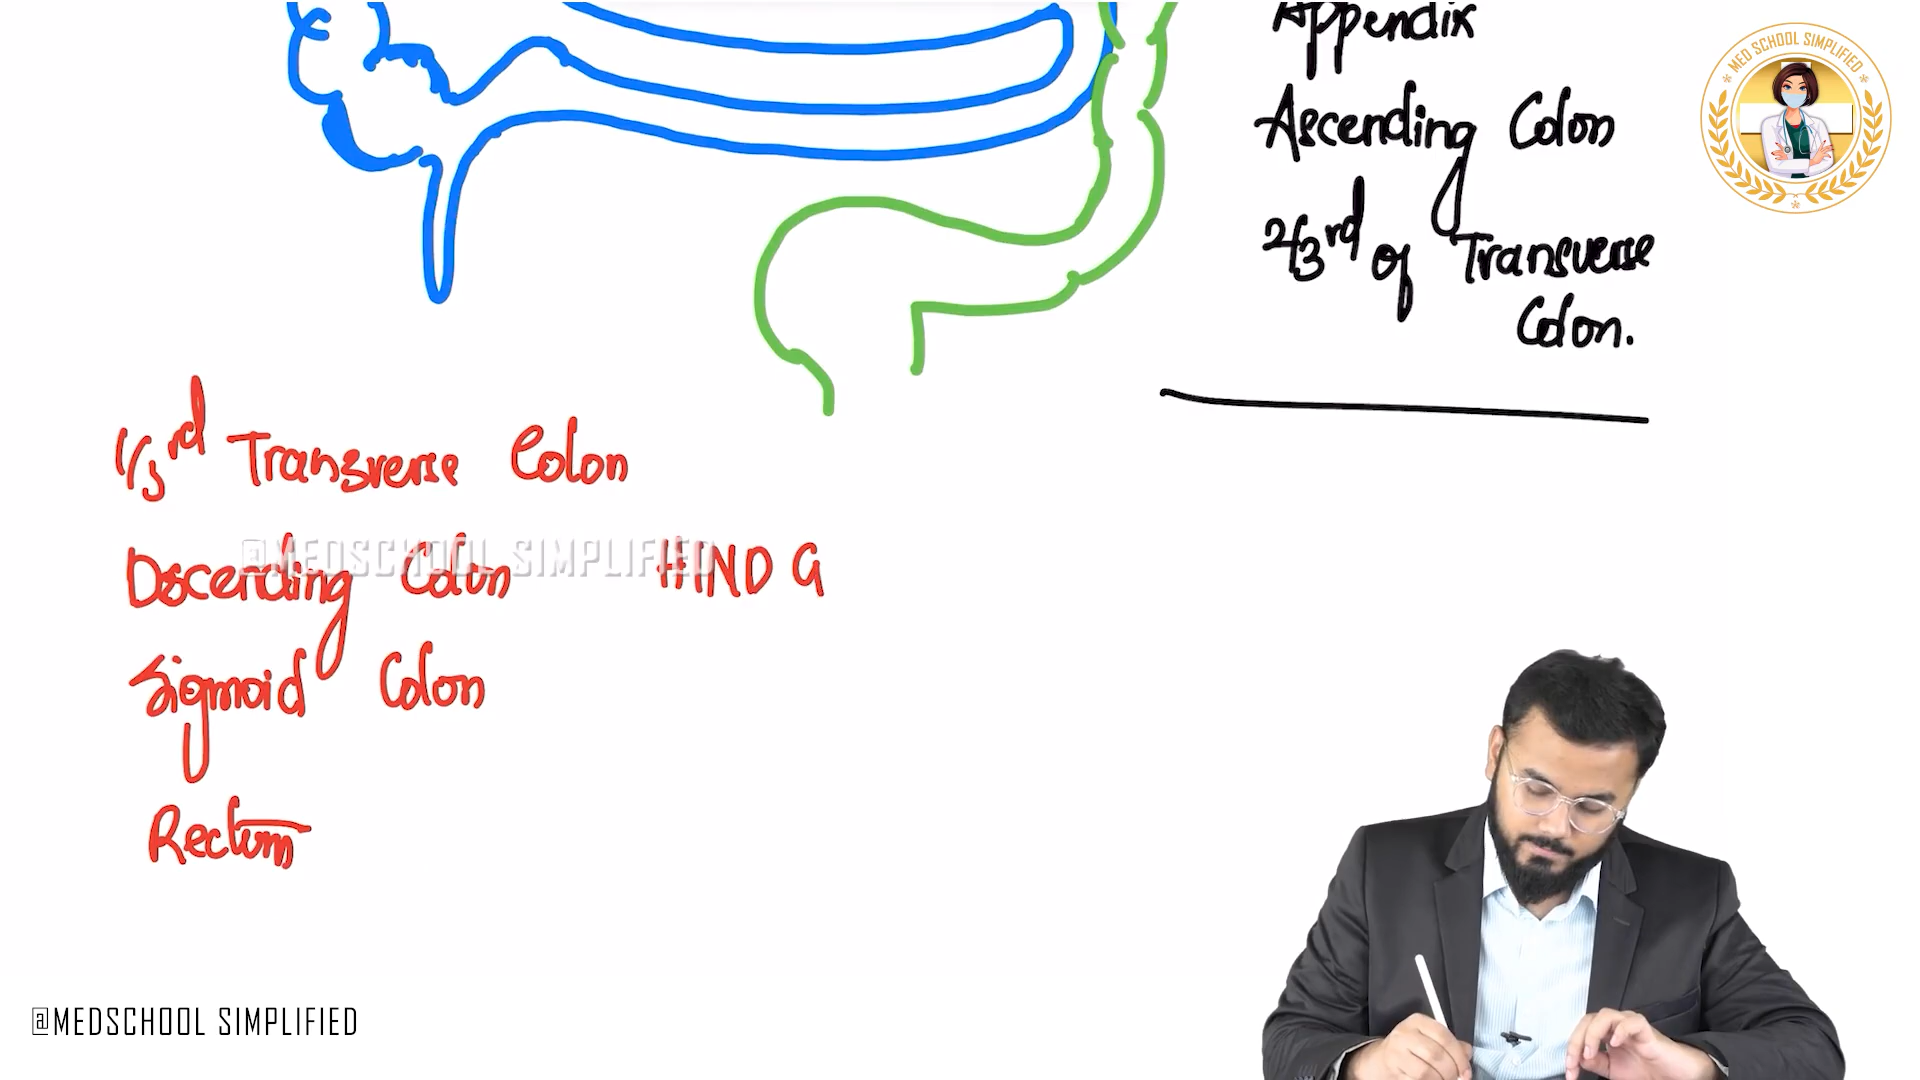 Appendix
Ascending Colon
2/3rd of Transverse
Colon.
MED SCHOOL SIMPLIFIED
1/3rd Transverse Colon
Descending Colon HIND G
@MEDSCHOOL SIMPLIFIED
Sigmoid Colon
Rectum
@MEDSCHOOL SIMPLIFIED